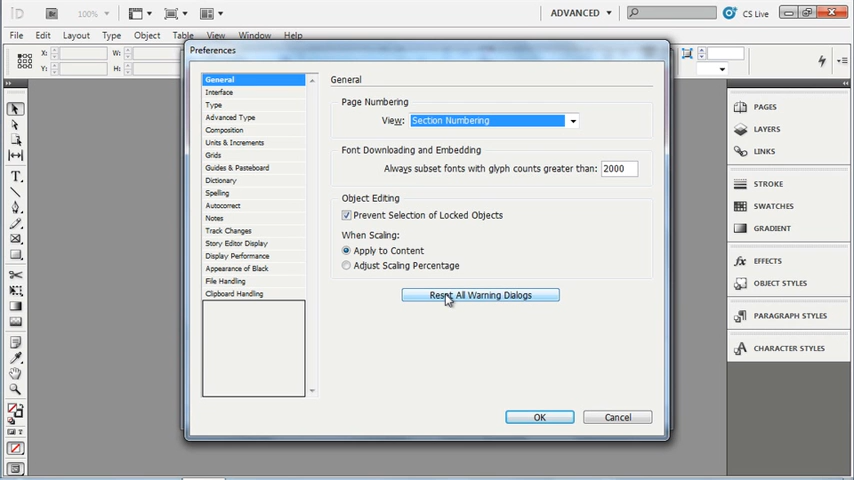 ID Br 100% ADVANCED CS Live
File Edit Layout Type Object Table View Window Help
X: W:
Y: H:
Preferences
General
Interface
Type
Advanced Type
Composition
Units & Increments
Grids
Guides & Pasteboard
Dictionary
Spelling
Autocorrect
Notes
Track Changes
Story Editor Display
Display Performance
Appearance of Black
File Handling
Clipboard Handling
General
Page Numbering
View: Section Numbering
Font Downloading and Embedding
Always subset fonts with glyph counts greater than: 2000
Object Editing
Prevent Selection of Locked Objects
When Scaling:
Apply to Content
Adjust Scaling Percentage
Reset All Warning Dialogs
OK Cancel
PAGES
LAYERS
LINKS
STROKE
SWATCHES
GRADIENT
EFFECTS
OBJECT STYLES
PARAGRAPH STYLES
CHARACTER STYLES